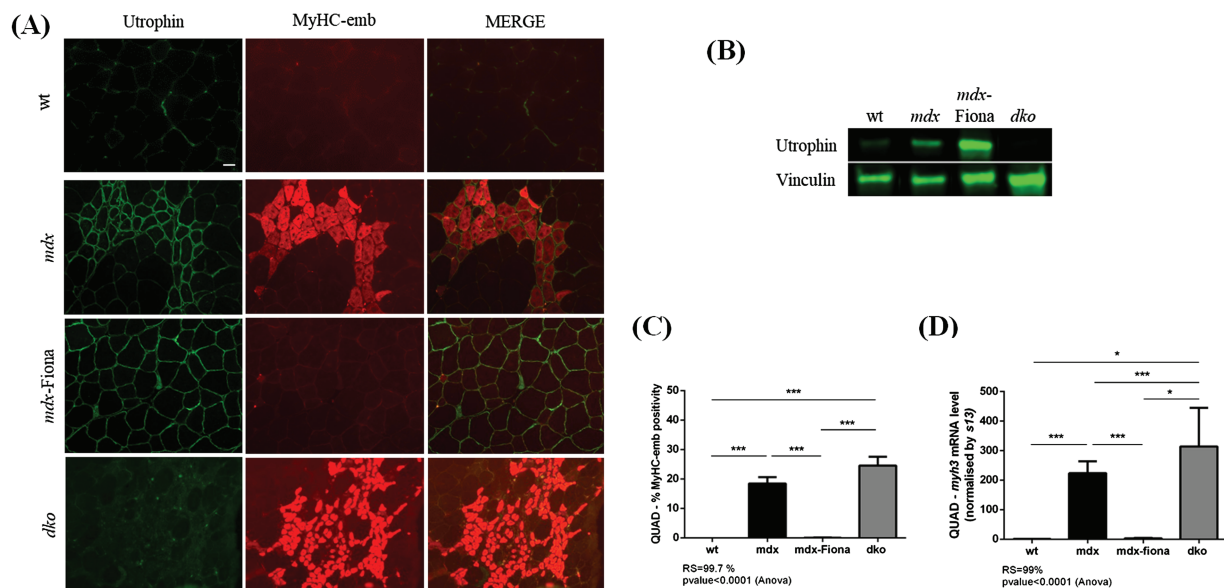 (A)
Utrophin MyHC-emb MERGE
wt
mdx
mdx-Fiona
dko
(B)
wt mdx mdx-
Fiona dko
Utrophin
Vinculin
(C)
QUAD - % MyHC-emb positivity
50
40
30
20
10
0
***
***
***
***
wt mdx mdx-Fiona dko
RS=99.7 %
pvalue<0.0001 (Anova)
(D)
QUAD - myh3 mRNA level
(normalised by s13)
500
400
300
200
100
0
*
***
*
***
***
wt mdx mdx-fiona dko
RS=99%
pvalue<0.0001 (Anova)